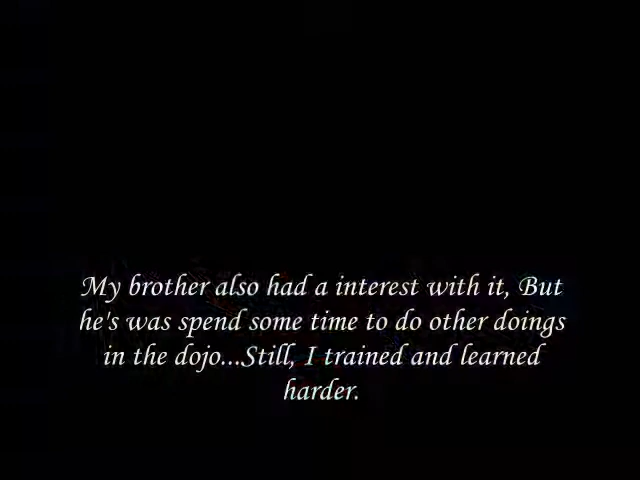 My brother also had a interest with it, But
he's was spend some time to do other doings
in the dojo...Still, I trained and learned
harder.